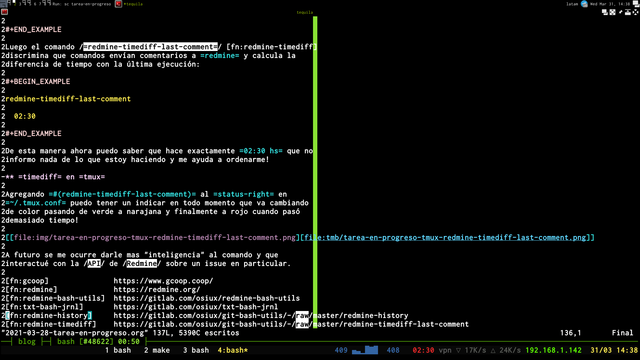 Run: oc tarea-en-progreso
tequila
latam
Wed Mar 31, 14:38
tequila
2
2#+END_EXAMPLE
2
2Luego el comando /=redmine-timediff-last-comment=/ [fn:redmine-timediff]
2discrimina que comandos envían comentarios a =redmine= y calcula la
2diferencia de tiempo con la última ejecución:
2
2#+BEGIN_EXAMPLE
2
2redmine-timediff-last-comment
2
2  02:30
2
2#+END_EXAMPLE
2
2De esta manera ahora puedo saber que hace exactamente =02:30 hs= que no
2informo nada de lo que estoy haciendo y me ayuda a ordenarme!
2
-** =timediff= en =tmux=
2
2Agregando =#(redmine-timediff-last-comment)= al =status-right= en
2=~/.tmux.conf= puedo tener un indicar en todo momento que va cambiando
2de color pasando de verde a narajana y finalmente a rojo cuando pasó
2demasiado tiempo!
2
2[[file:img/tarea-en-progreso-tmux-redmine-timediff-last-comment.png][file:tmb/tarea-en-progreso-tmux-redmine-timediff-last-comment.png]]
2
2A futuro se me ocurre darle mas "inteligencia" al comando y que
2interactué con la /API/ de /Redmine/ sobre un issue en particular.
2
2[fn:gcoop] https://www.gcoop.coop/
2[fn:redmine] https://redmine.org/
2[fn:redmine-bash-utils] https://gitlab.com/osiux/redmine-bash-utils
2[fn:txt-bash-jrnl] https://gitlab.com/osiux/txt-bash-jrnl
2[fn:redmine-history] https://gitlab.com/osiux/git-bash-utils/-/raw/master/redmine-history
2[fn:redmine-timediff] https://gitlab.com/osiux/git-bash-utils/-/raw/master/redmine-timediff-last-comment
"2021-03-28-tarea-en-progreso.org" 137L, 5390C escritos 136,1 Final
blog bash [#48622] 00:50
1 bash 2 make 3 bash 4:bash* 409 408 02:30 vpn 17K/s 24K/s 192.168.1.142 31/03 14:38